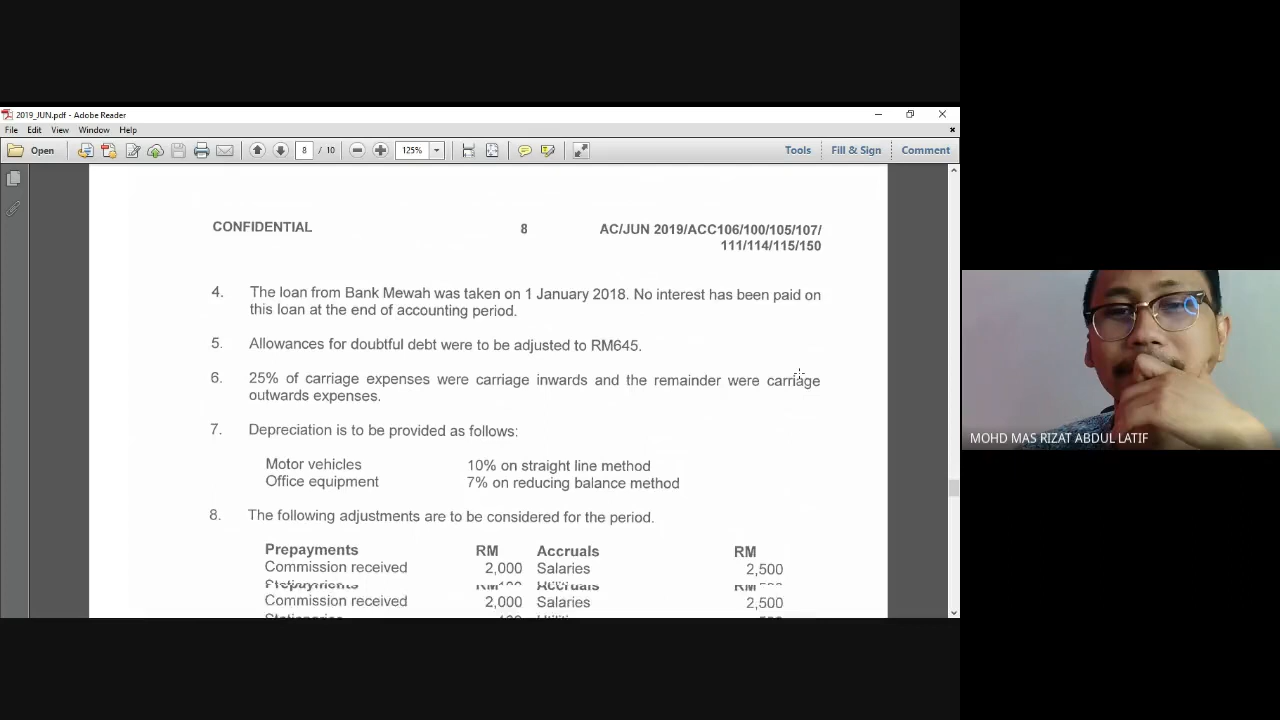 2019_JUN.pdf - Adobe Reader
File Edit View Window Help
Open 8 / 10 125% Tools Fill & Sign Comment
CONFIDENTIAL 8 AC/JUN 2019/ACC106/100/105/107/
111/114/115/150
4. The loan from Bank Mewah was taken on 1 January 2018. No interest has been paid on
this loan at the end of accounting period.
5. Allowances for doubtful debt were to be adjusted to RM645.
6. 25% of carriage expenses were carriage inwards and the remainder were carriage
outwards expenses.
7. Depreciation is to be provided as follows:
Motor vehicles 10% on straight line method
Office equipment 7% on reducing balance method
8. The following adjustments are to be considered for the period.
Prepayments RM Accruals RM
Commission received 2,000 Salaries 2,500
Commission received 2,000 Salaries 2,500
MOHD MAS RIZAT ABDUL LATIF